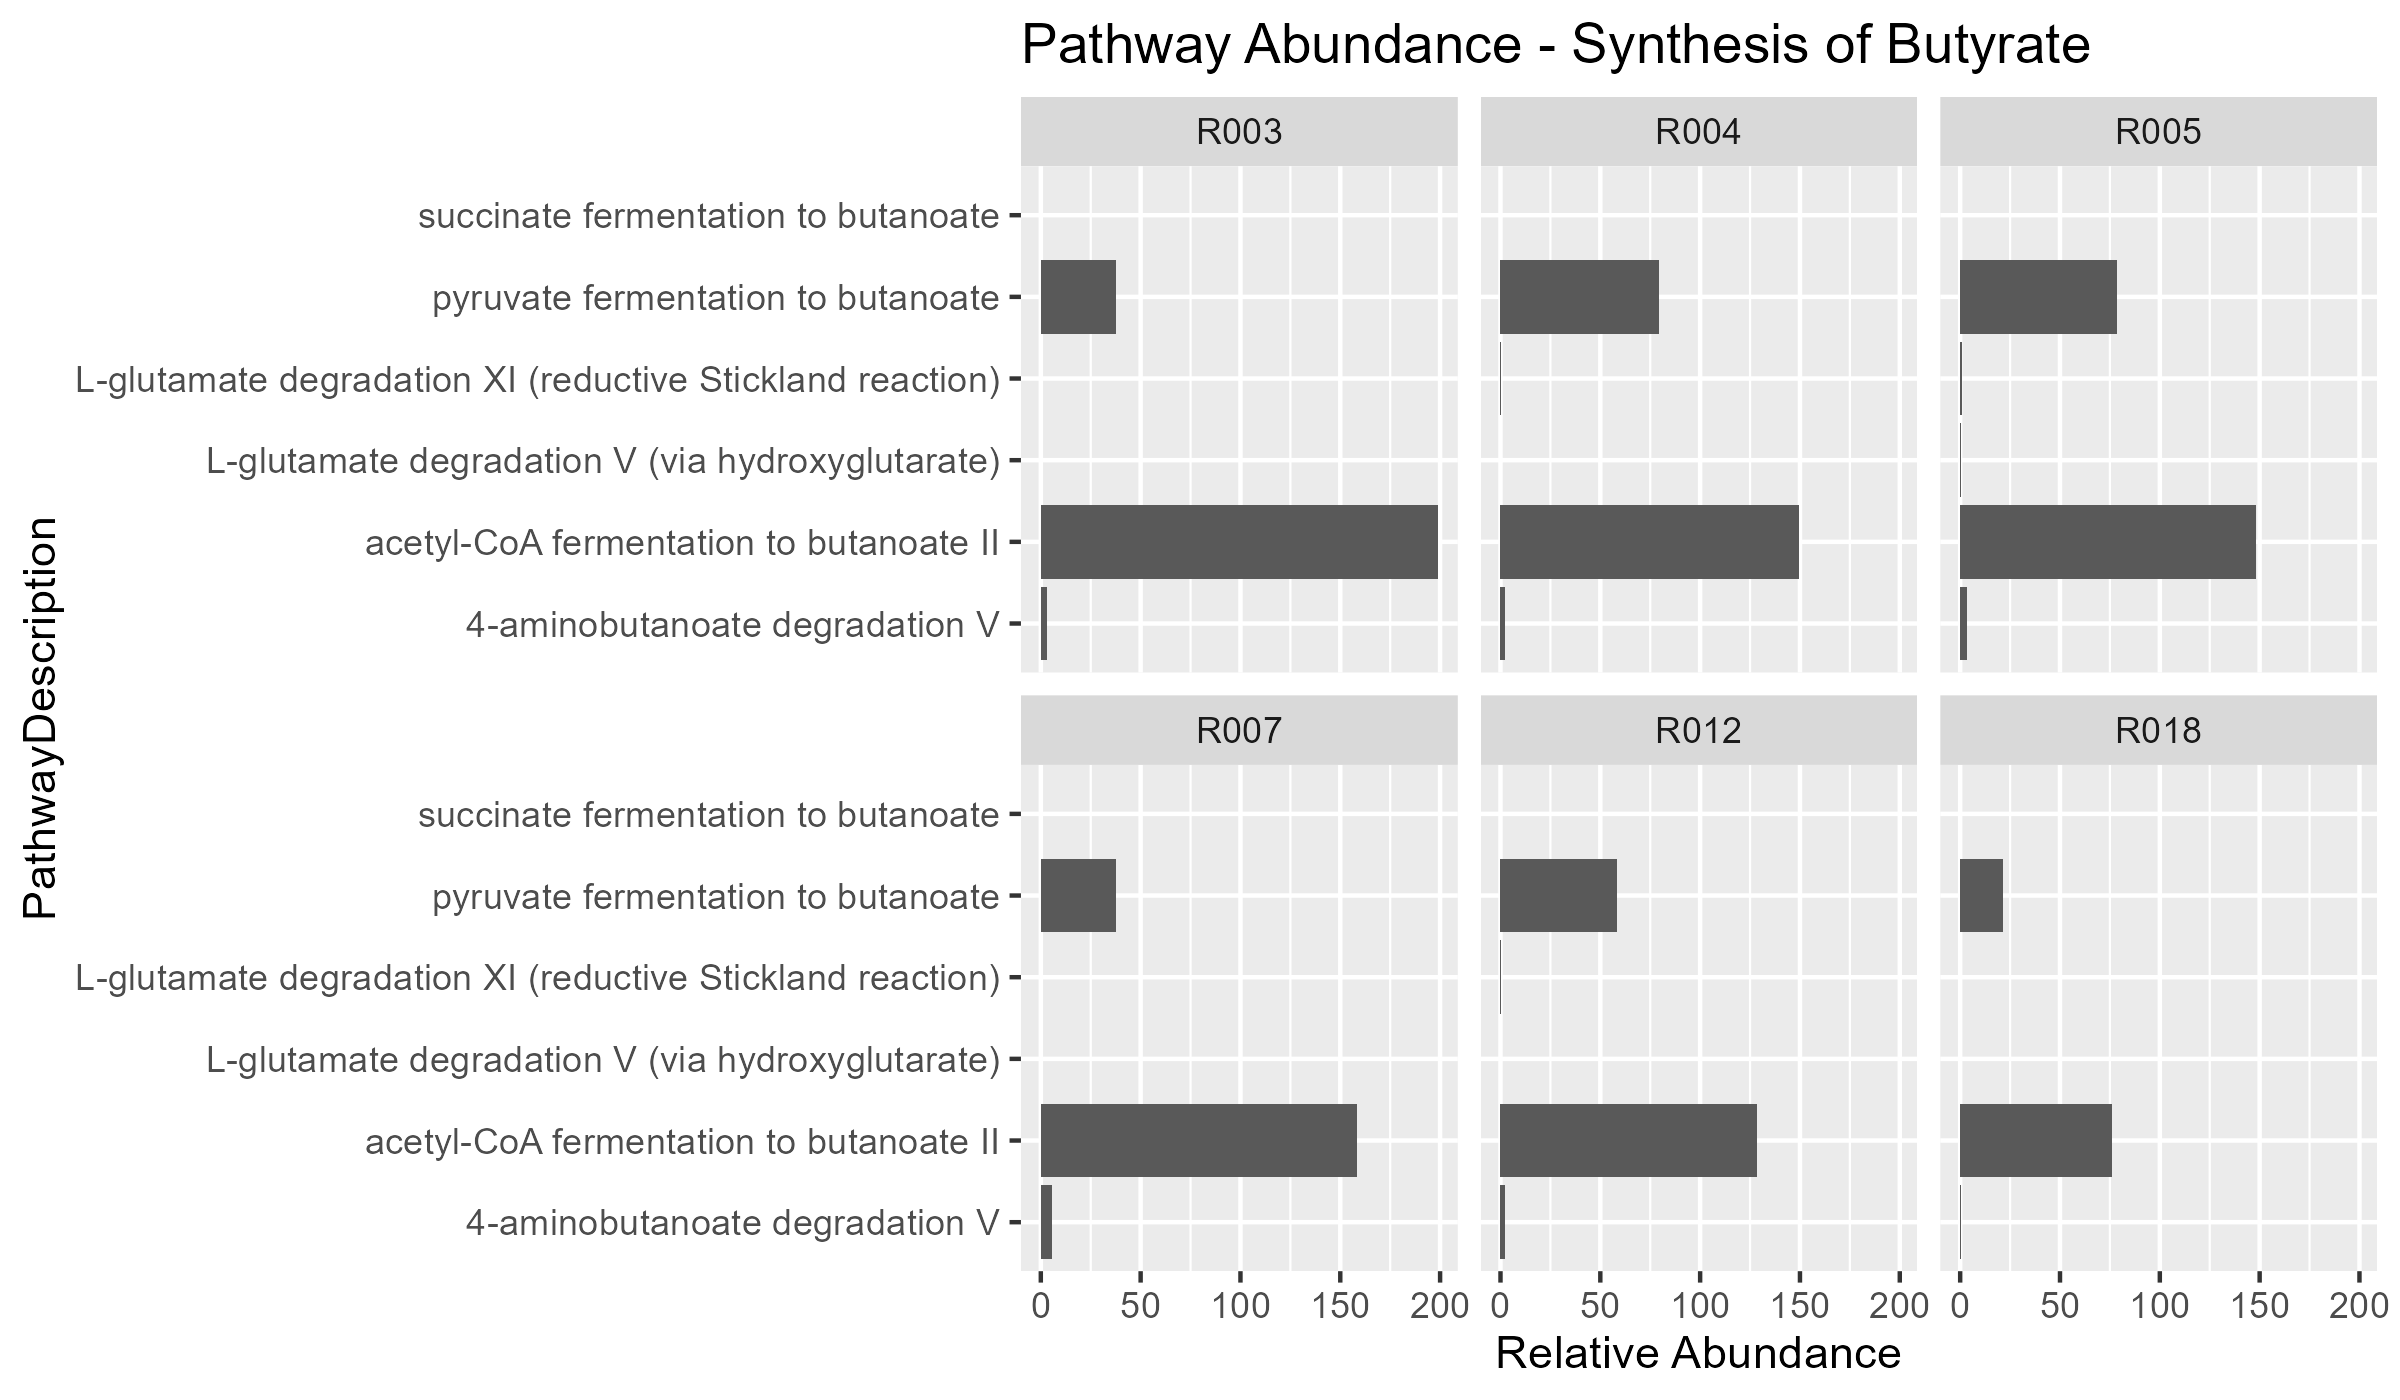 Pathway Abundance - Synthesis of Butyrate
R003 R004 R005
succinate fermentation to butanoate
pyruvate fermentation to butanoate
L-glutamate degradation XI (reductive Stickland reaction)
L-glutamate degradation V (via hydroxyglutarate)
acetyl-CoA fermentation to butanoate II
4-aminobutanoate degradation V
PathwayDescription
R007 R012 R018
succinate fermentation to butanoate
pyruvate fermentation to butanoate
L-glutamate degradation XI (reductive Stickland reaction)
L-glutamate degradation V (via hydroxyglutarate)
acetyl-CoA fermentation to butanoate II
4-aminobutanoate degradation V
0 50 100 150 200 0 50 100 150 200 0 50 100 150 200
Relative Abundance